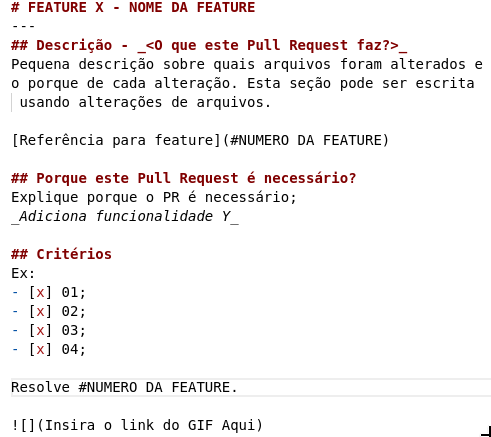 # FEATURE X - NOME DA FEATURE
---
## Descrição - _<O que este Pull Request faz?>_
Pequena descrição sobre quais arquivos foram alterados e
o porque de cada alteração. Esta seção pode ser escrita
usando alterações de arquivos.
[Referência para feature](#NUMERO DA FEATURE)
## Porque este Pull Request é necessário?
Explique porque o PR é necessário;
_Adiciona funcionalidade Y_
## Critérios
Ex:
- [x] 01;
- [x] 02;
- [x] 03;
- [x] 04;
Resolve #NUMERO DA FEATURE.
![](Insira o link do GIF Aqui)